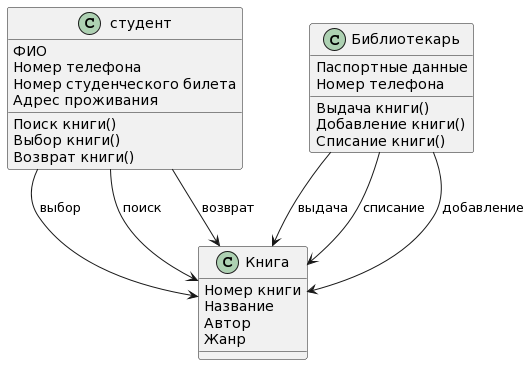 C студент
ФИО
Номер телефона
Номер студенческого билета
Адрес проживания
Поиск книги()
Выбор книги()
Возврат книги()
C Библиотекарь
Паспортные данные
Номер телефона
Выдача книги()
Добавление книги()
Списание книги()
выбор
поиск
возврат
выдача
списание
добавление
C Книга
Номер книги
Название
Автор
Жанр